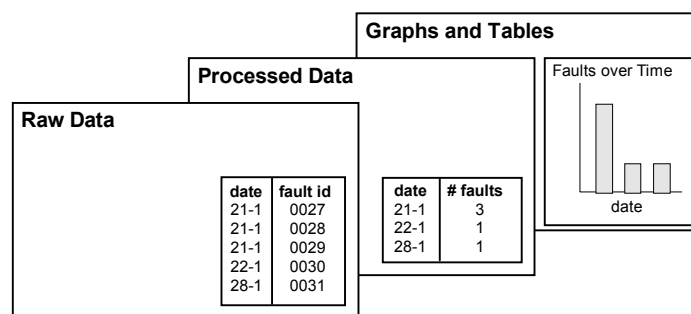 Graphs and Tables
Processed Data
Raw Data
Faults over Time
date
date # faults
21-1 3
22-1 1
28-1 1
date fault id
21-1 0027
21-1 0028
21-1 0029
22-1 0030
28-1 0031